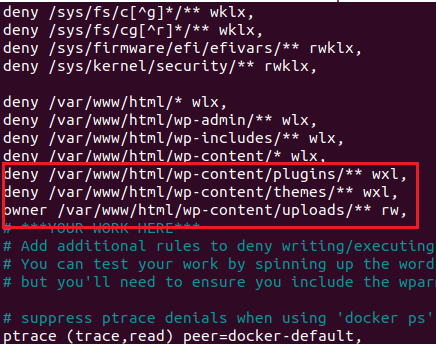 deny /sys/fs/c[^g]*/** wklx,
deny /sys/fs/cg[^r]*/** wklx,
deny /sys/firmware/efi/efivars/** rwklx,
deny /sys/kernel/security/** rwklx,
deny /var/www/html/* wlx,
deny /var/www/html/wp-admin/** wlx,
deny /var/www/html/wp-includes/** wlx,
deny /var/www/html/wp-content/* wlx,
deny /var/www/html/wp-content/plugins/** wxl,
deny /var/www/html/wp-content/themes/** wxl,
owner /var/www/html/wp-content/uploads/** rw,
# ***YOUR WORK HERE***
# Add additional rules to deny writing/executing
# You can test your work by spinning up the word
# but you'll need to ensure you include the wpar
# suppress ptrace denials when using 'docker ps'
ptrace (trace,read) peer=docker-default,